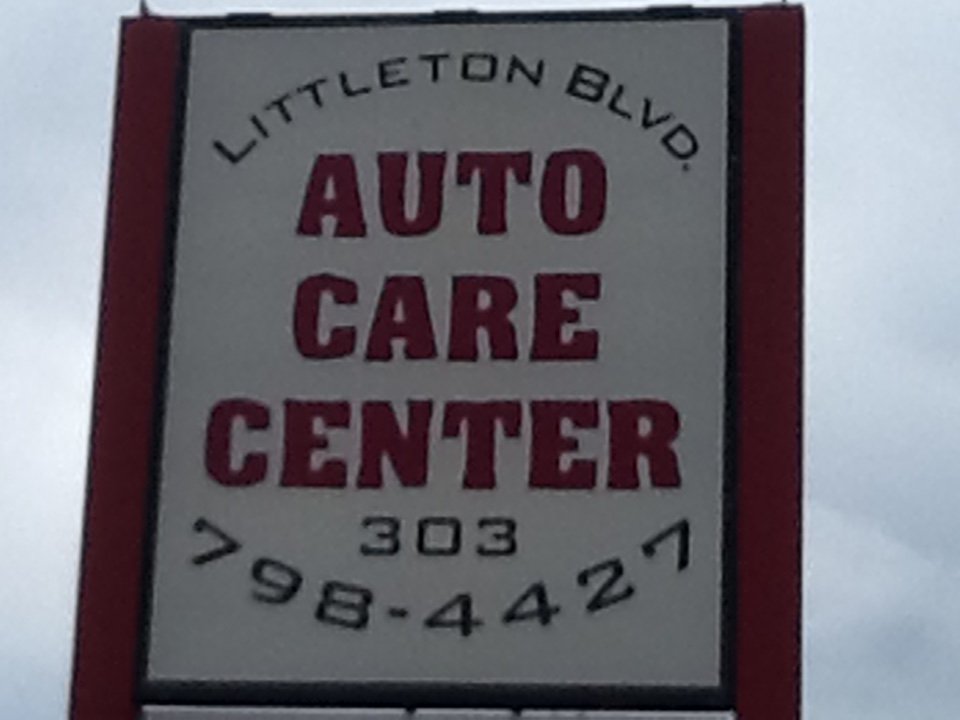 LITTLETON BLVD.
AUTO
CARE
CENTER
303
798-4427